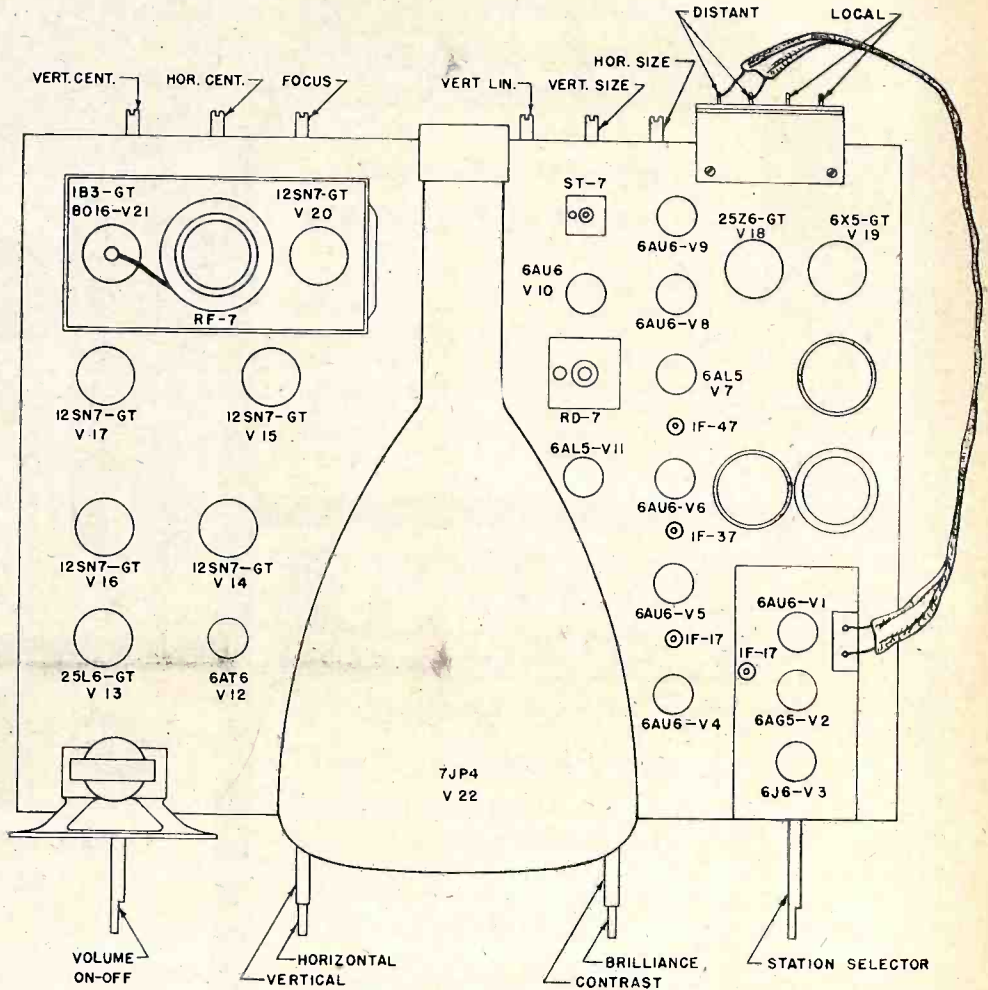 DISTANT
LOCAL
VERT. CENT.
HOR. CENT.
FOCUS
VERT LIN.
VERT. SIZE
HOR. SIZE
1B3-GT
8016-V21
12SN7-GT
V 20
RF-7
ST-7
6AU6-V9
25Z6-GT
V 18
6X5-GT
V 19
6AU6
V 10
6AU6-V8
12SN7-GT
V 17
12SN7-GT
V 15
RD-7
6AL5
V 7
IF-47
6AL5-V11
6AU6-V6
IF-37
12SN7-GT
V 16
12SN7-GT
V 14
6AU6-V5
IF-17
6AU6-V1
IF-17
25L6-GT
V 13
6AT6
V 12
6AU6-V4
6AG5-V2
7JP4
V 22
6J6-V3
VOLUME
ON-OFF
HORIZONTAL
VERTICAL
BRILLIANCE
CONTRAST
STATION SELECTOR